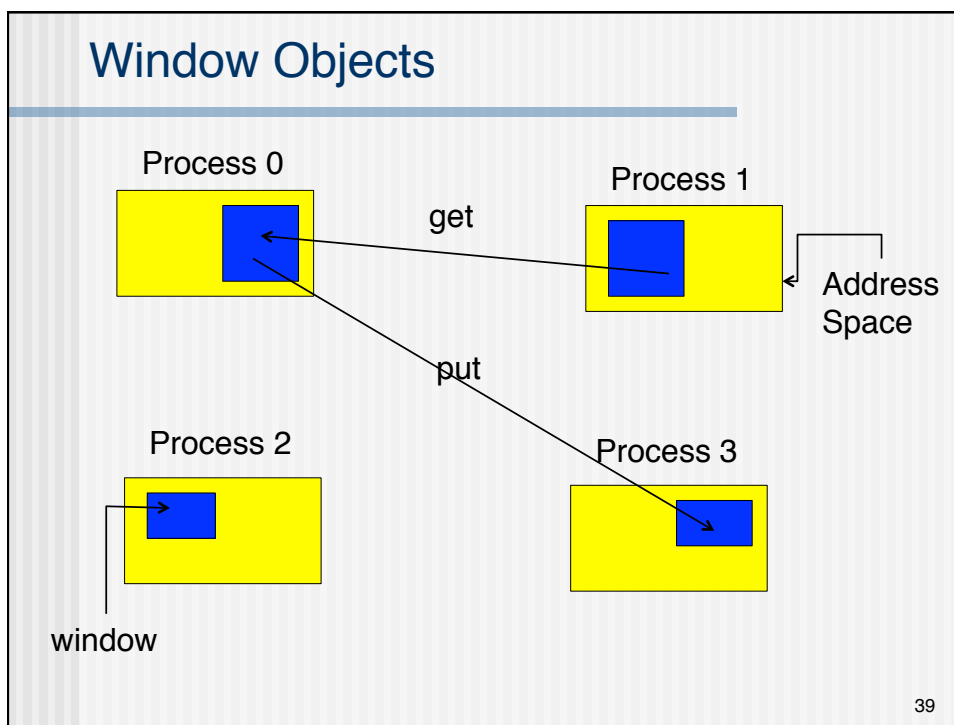 Window Objects
Process 0
Process 1
get
Address
Space
put
Process 2
Process 3
window
39